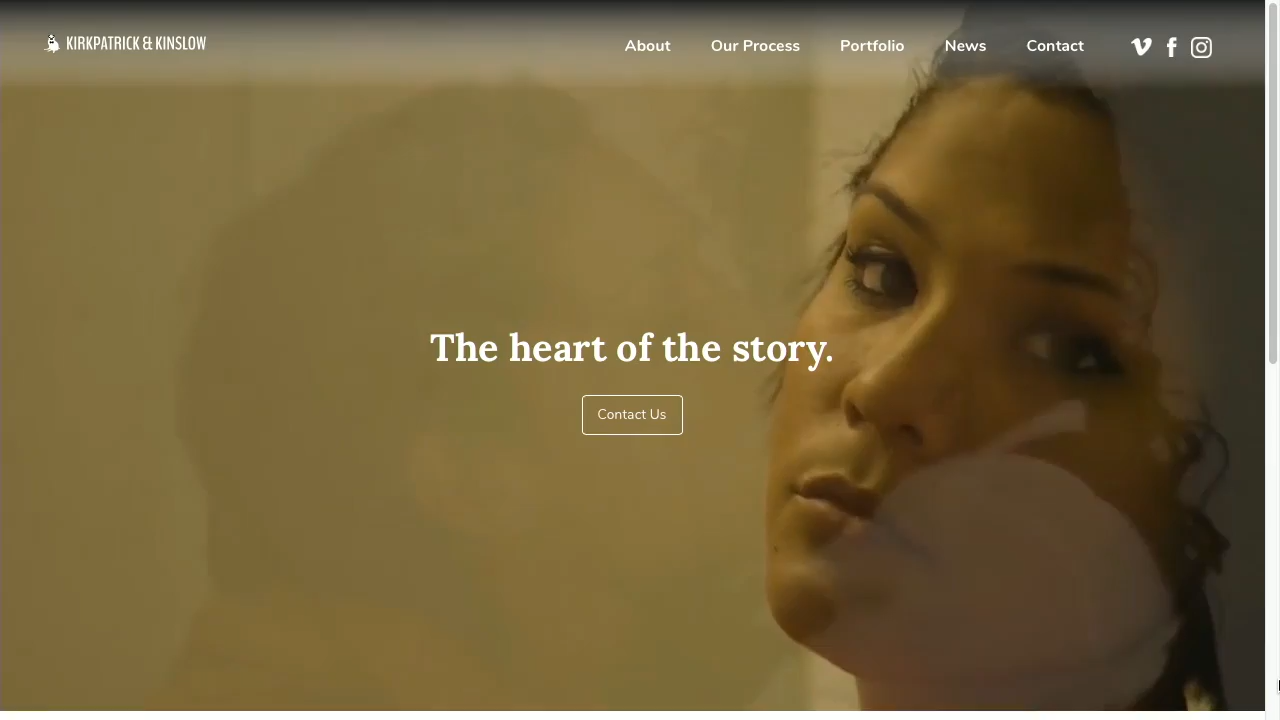 KIRKPATRICK & KINSLOW
About
Our Process
Portfolio
News
Contact
The heart of the story.
Contact Us